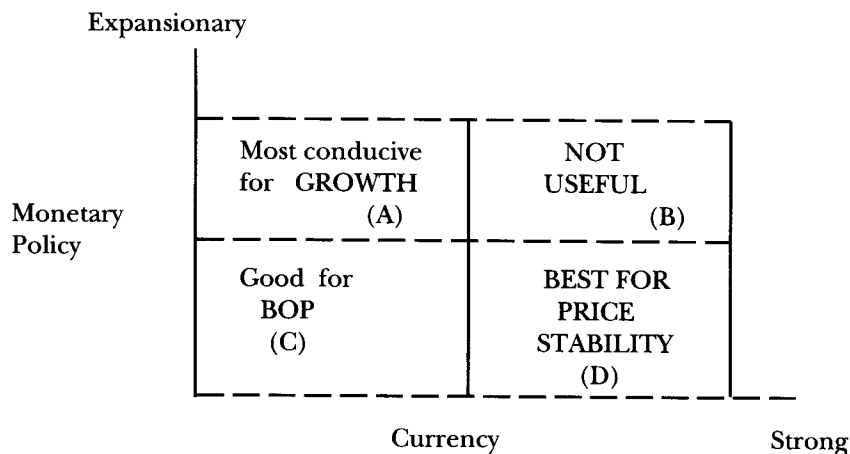 Expansionary
Most conducive
for GROWTH
(A)
NOT
USEFUL
(B)
Monetary
Policy
Good for
BOP
(C)
BEST FOR
PRICE
STABILITY
(D)
Currency
Strong